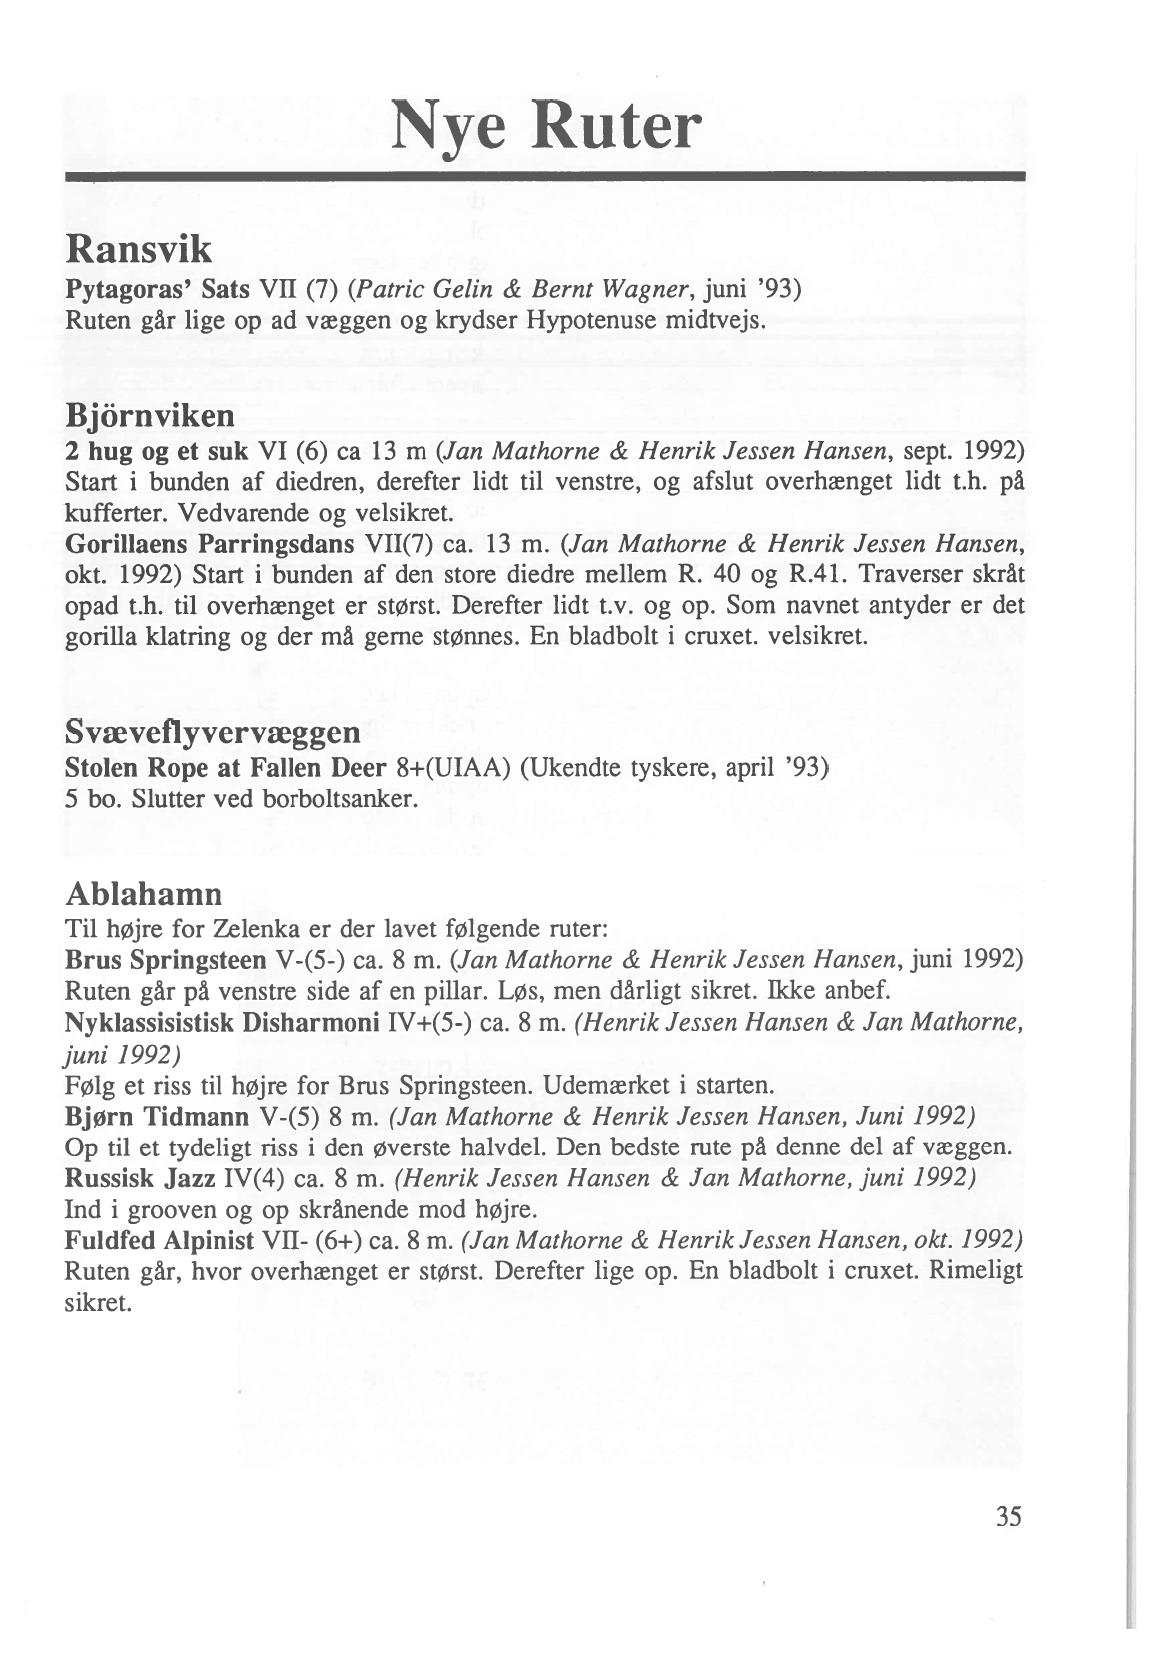 Nye Ruter
Ransvik
Pytagoras' Sats VII (7) (Patric Gelin & Bernt Wagner, juni '93)
Ruten går lige op ad væggen og krydser Hypotenuse midtvejs.
Björnviken
2 hug og et suk VI (6) ca 13 m (Jan Mathorne & Henrik Jessen Hansen, sept. 1992)
Start i bunden af diedren, derefter lidt til venstre, og afslut overhænget lidt t.h. på
kufferter. Vedvarende og velsikret.
Gorillaens Parringsdans VII(7) ca. 13 m. (Jan Mathorne & Henrik Jessen Hansen,
okt. 1992) Start i bunden af den store diedre mellem R. 40 og R.41. Traverser skråt
opad t.h. til overhænget er størst. Derefter lidt t.v. og op. Som navnet antyder er det
gorilla klatring og der må gerne stønnes. En bladbolt i cruxet. velsikret.
Svæveflyvervæggen
Stolen Rope at Fallen Deer 8+(UIAA) (Ukendte tyskere, april '93)
5 bo. Slutter ved borboltsanker.
Ablahamn
Til højre for Zelenka er der lavet følgende ruter:
Brus Springsteen V-(5-) ca. 8 m. (Jan Mathorne & Henrik Jessen Hansen, juni 1992)
Ruten går på venstre side af en pillar. Løs, men dårligt sikret. Ikke anbef.
Nyklassisistisk Disharmoni IV+(5-) ca. 8 m. (Henrik Jessen Hansen & Jan Mathorne,
juni 1992)
Følg et riss til højre for Brus Springsteen. Udemærket i starten.
Bjørn Tidmann V-(5) 8 m. (Jan Mathorne & Henrik Jessen Hansen, Juni 1992)
Op til et tydeligt riss i den øverste halvdel. Den bedste rute på denne del af væggen.
Russisk Jazz IV(4) ca. 8 m. (Henrik Jessen Hansen & Jan Mathorne, juni 1992)
Ind i grooven og op skrånende mod højre.
Fuldfed Alpinist VII- (6+) ca. 8 m. (Jan Mathorne & Henrik Jessen Hansen, okt. 1992)
Ruten går, hvor overhænget er størst. Derefter lige op. En bladbolt i cruxet. Rimeligt
sikret.
35